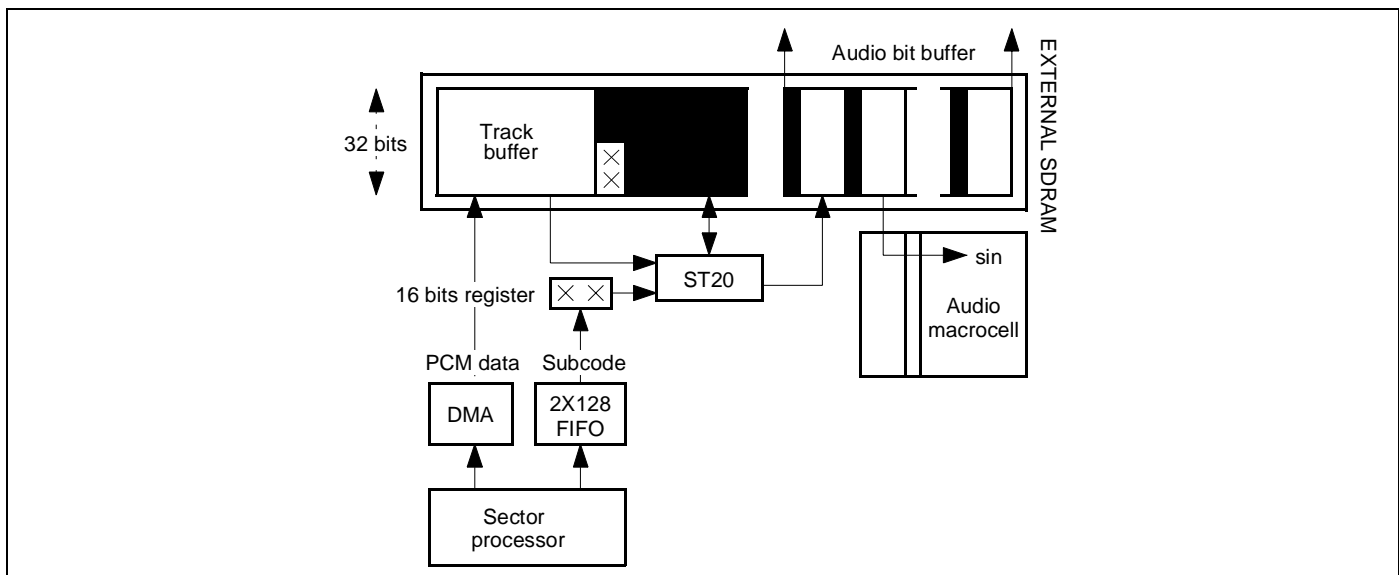 Audio bit buffer
EXTERNAL SDRAM
32 bits
Track
buffer
sin
ST20
16 bits register
Audio
macrocell
PCM data
Subcode
DMA
2X128
FIFO
Sector
processor